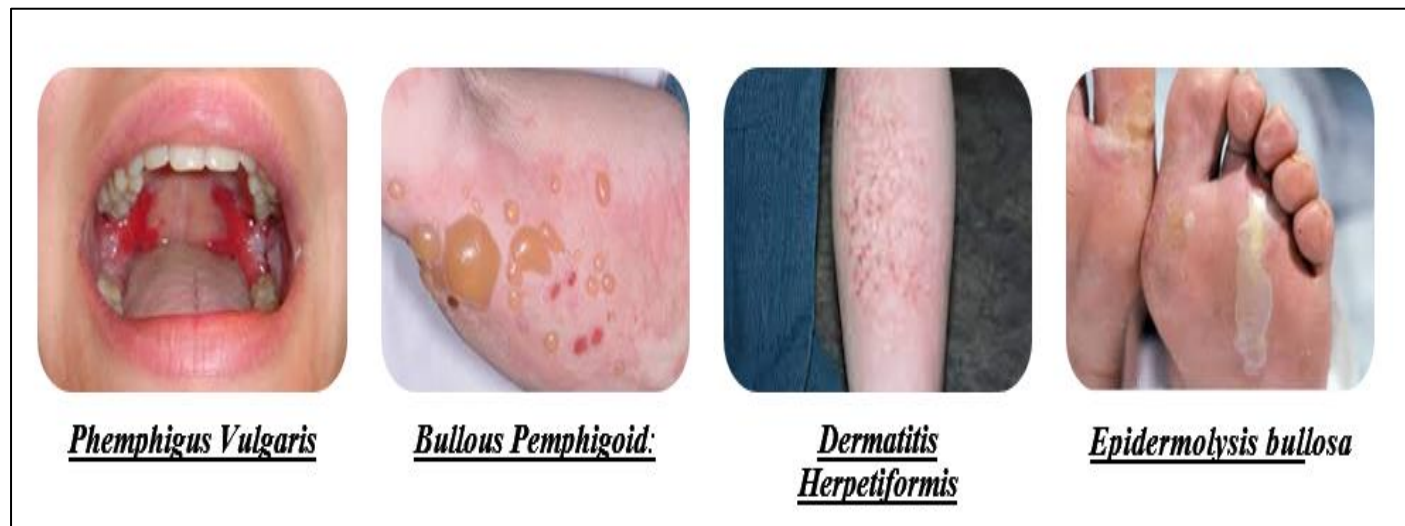 Phemphigus Vulgaris
Bullous Pemphigoid:
Dermatitis
Herpetiformis
Epidermolysis bullosa